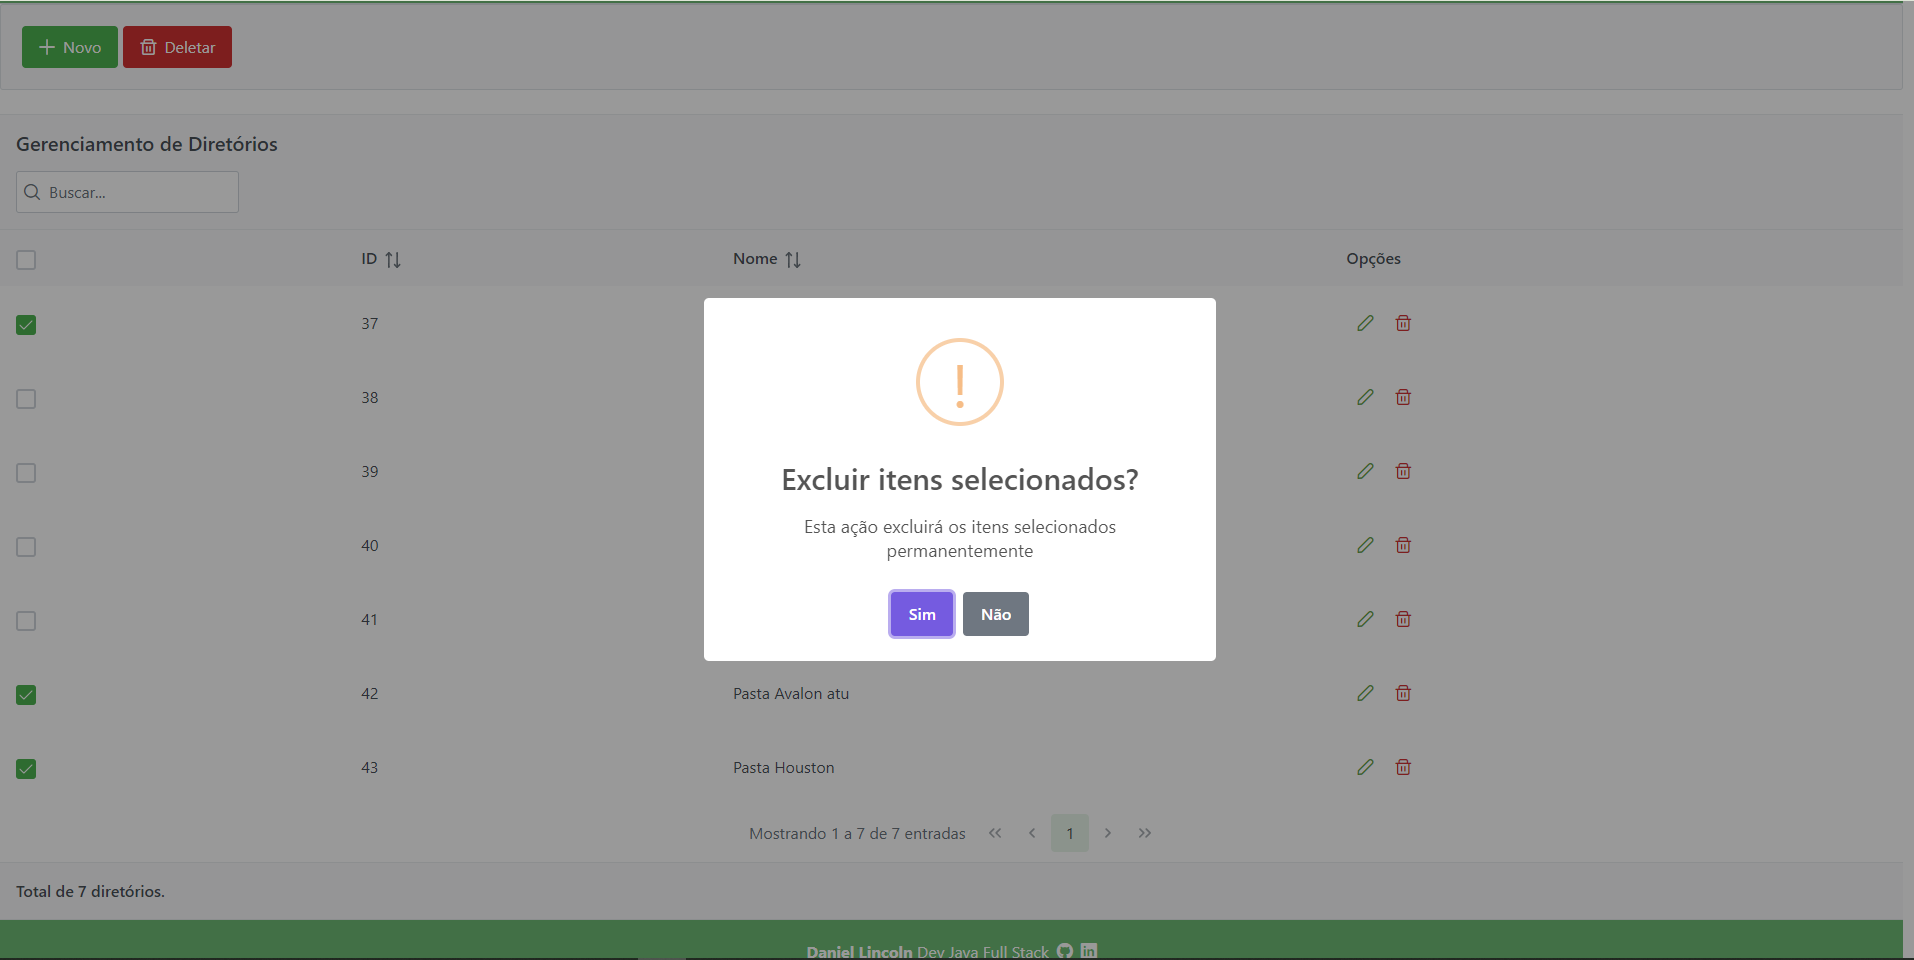 Novo Deletar
Gerenciamento de Diretórios
Buscar...
ID Nome Opções
37
38
39
40
41
Excluir itens selecionados?
Esta ação excluirá os itens selecionados
permanentemente
Sim Não
42 Pasta Avalon atu
43 Pasta Houston
Mostrando 1 a 7 de 7 entradas « ‹ 1 › »
Total de 7 diretórios.
Daniel Lincoln Dev Java Full Stack